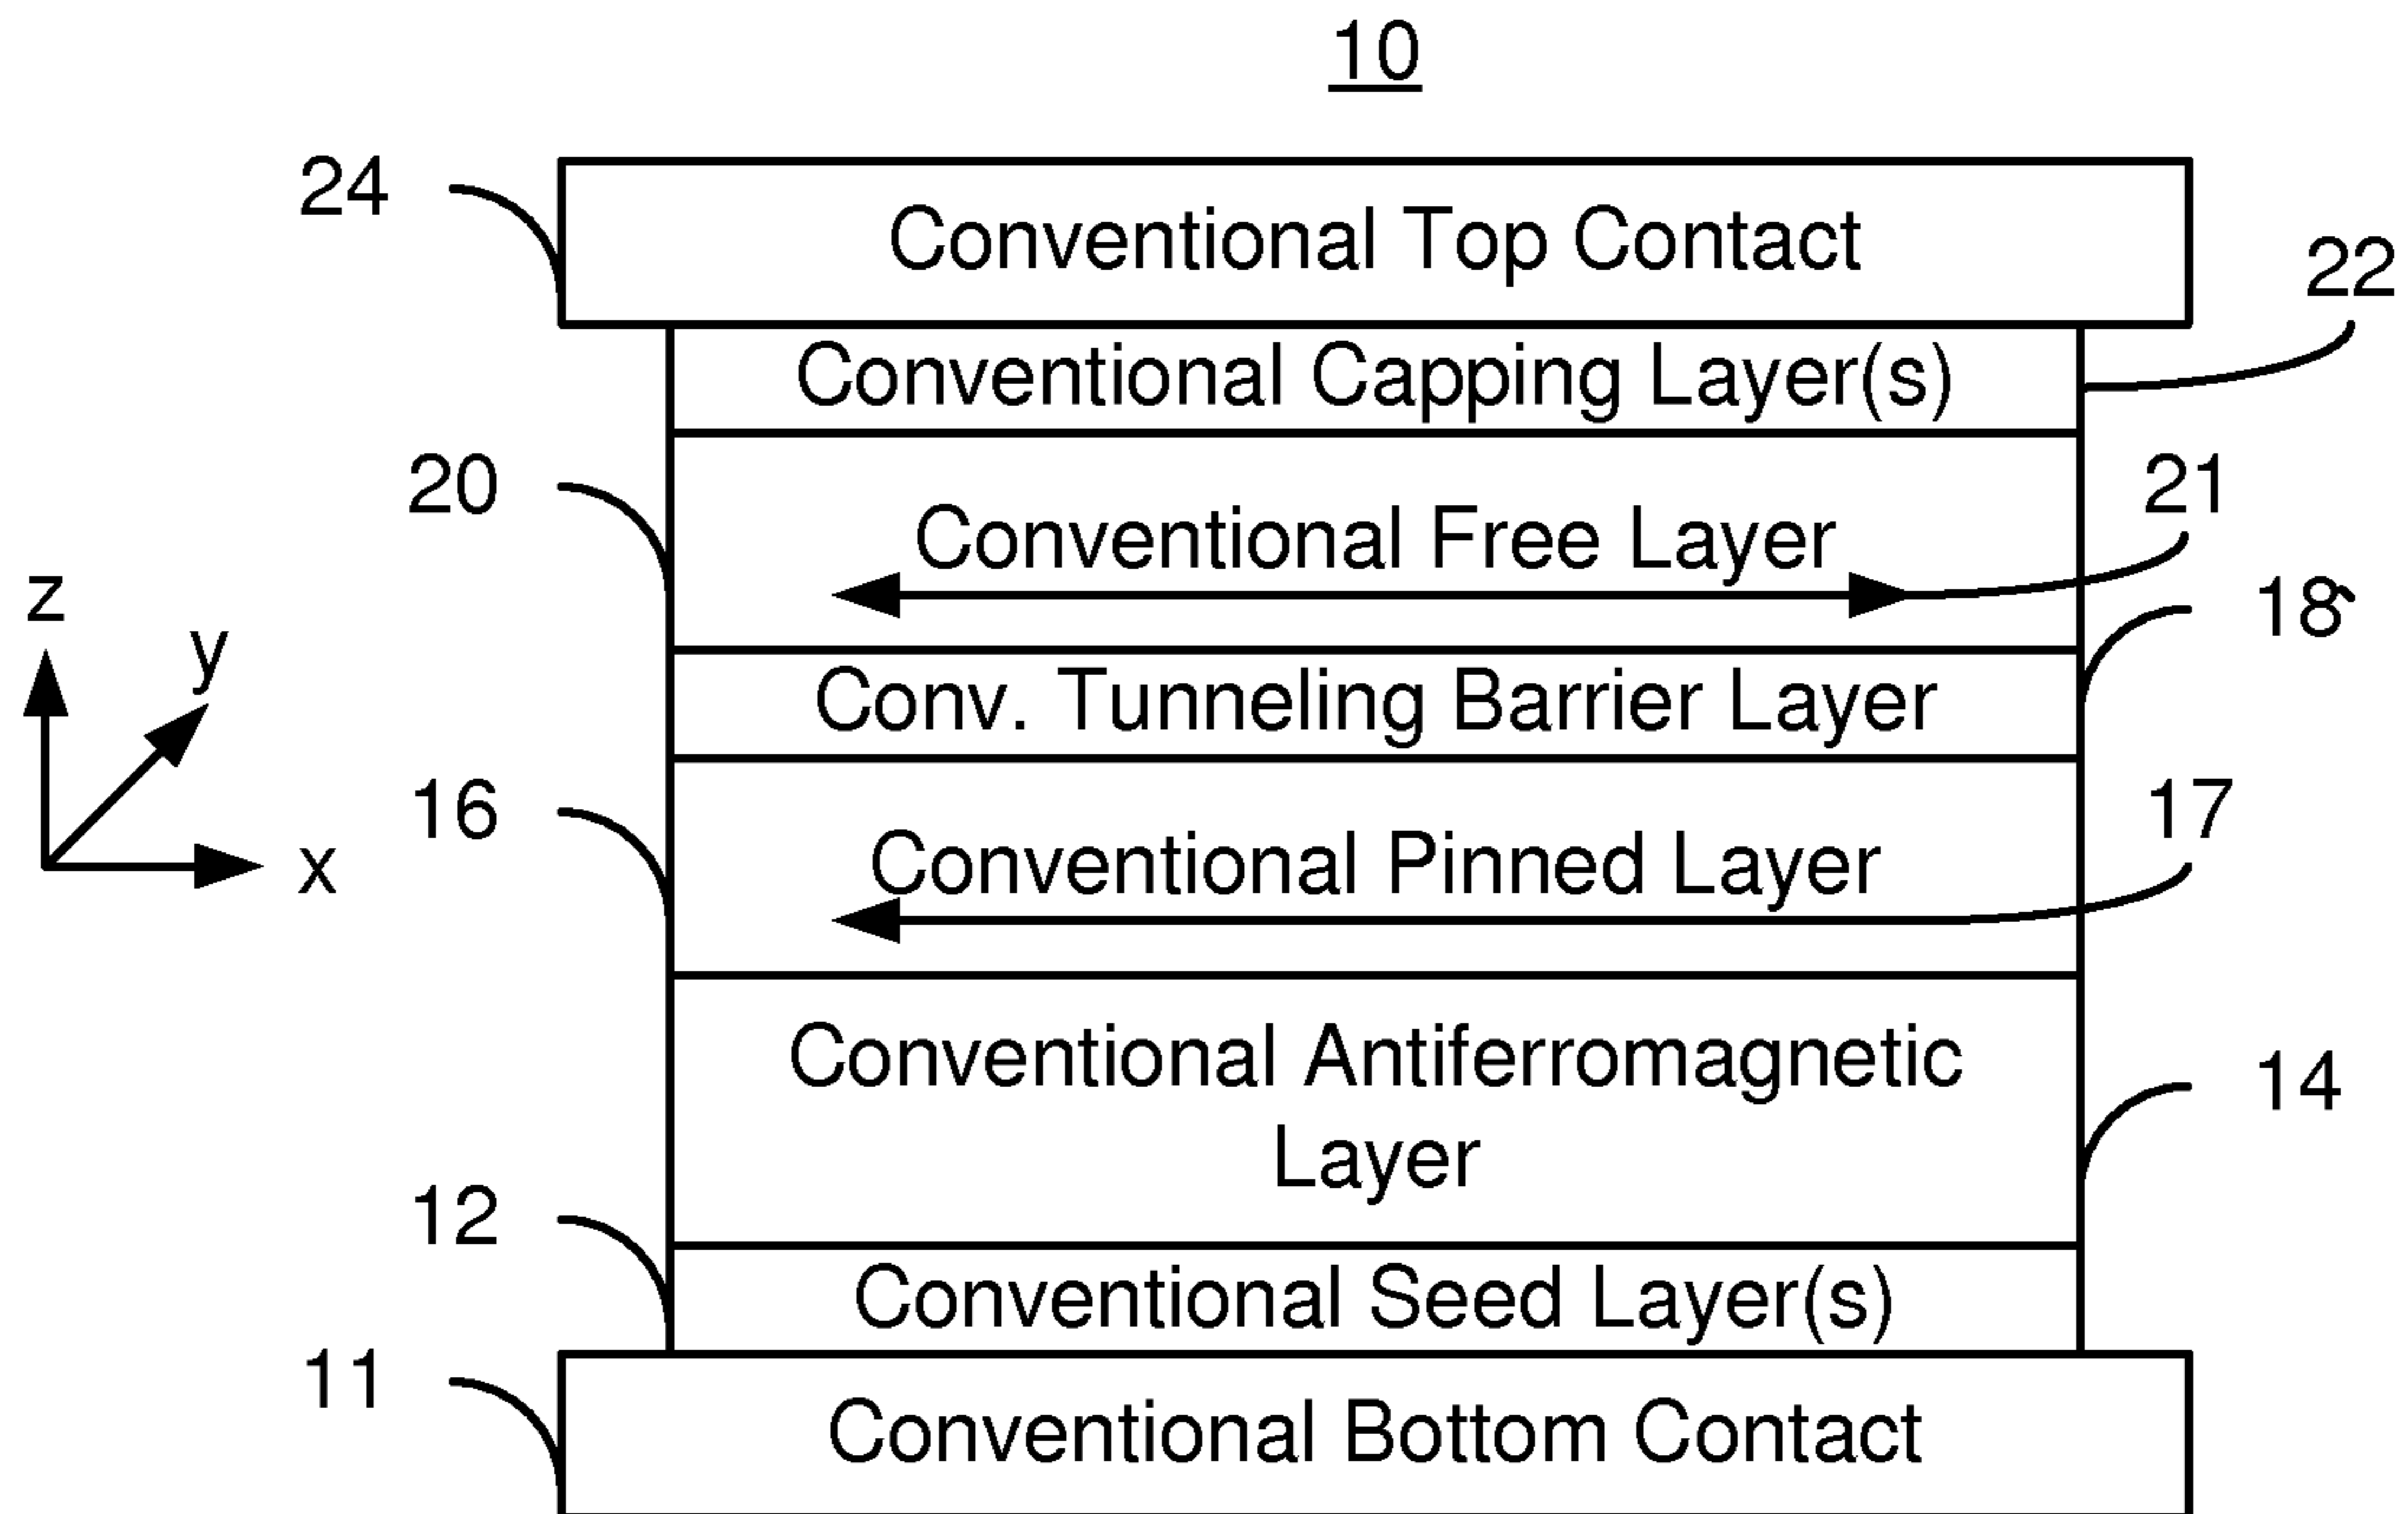 10
24
Conventional Top Contact
22
Conventional Capping Layer(s)
20
21
Conventional Free Layer
18
z
y
Conv. Tunneling Barrier Layer
16
17
Conventional Pinned Layer
x
Conventional Antiferromagnetic
Layer
14
12
Conventional Seed Layer(s)
11
Conventional Bottom Contact